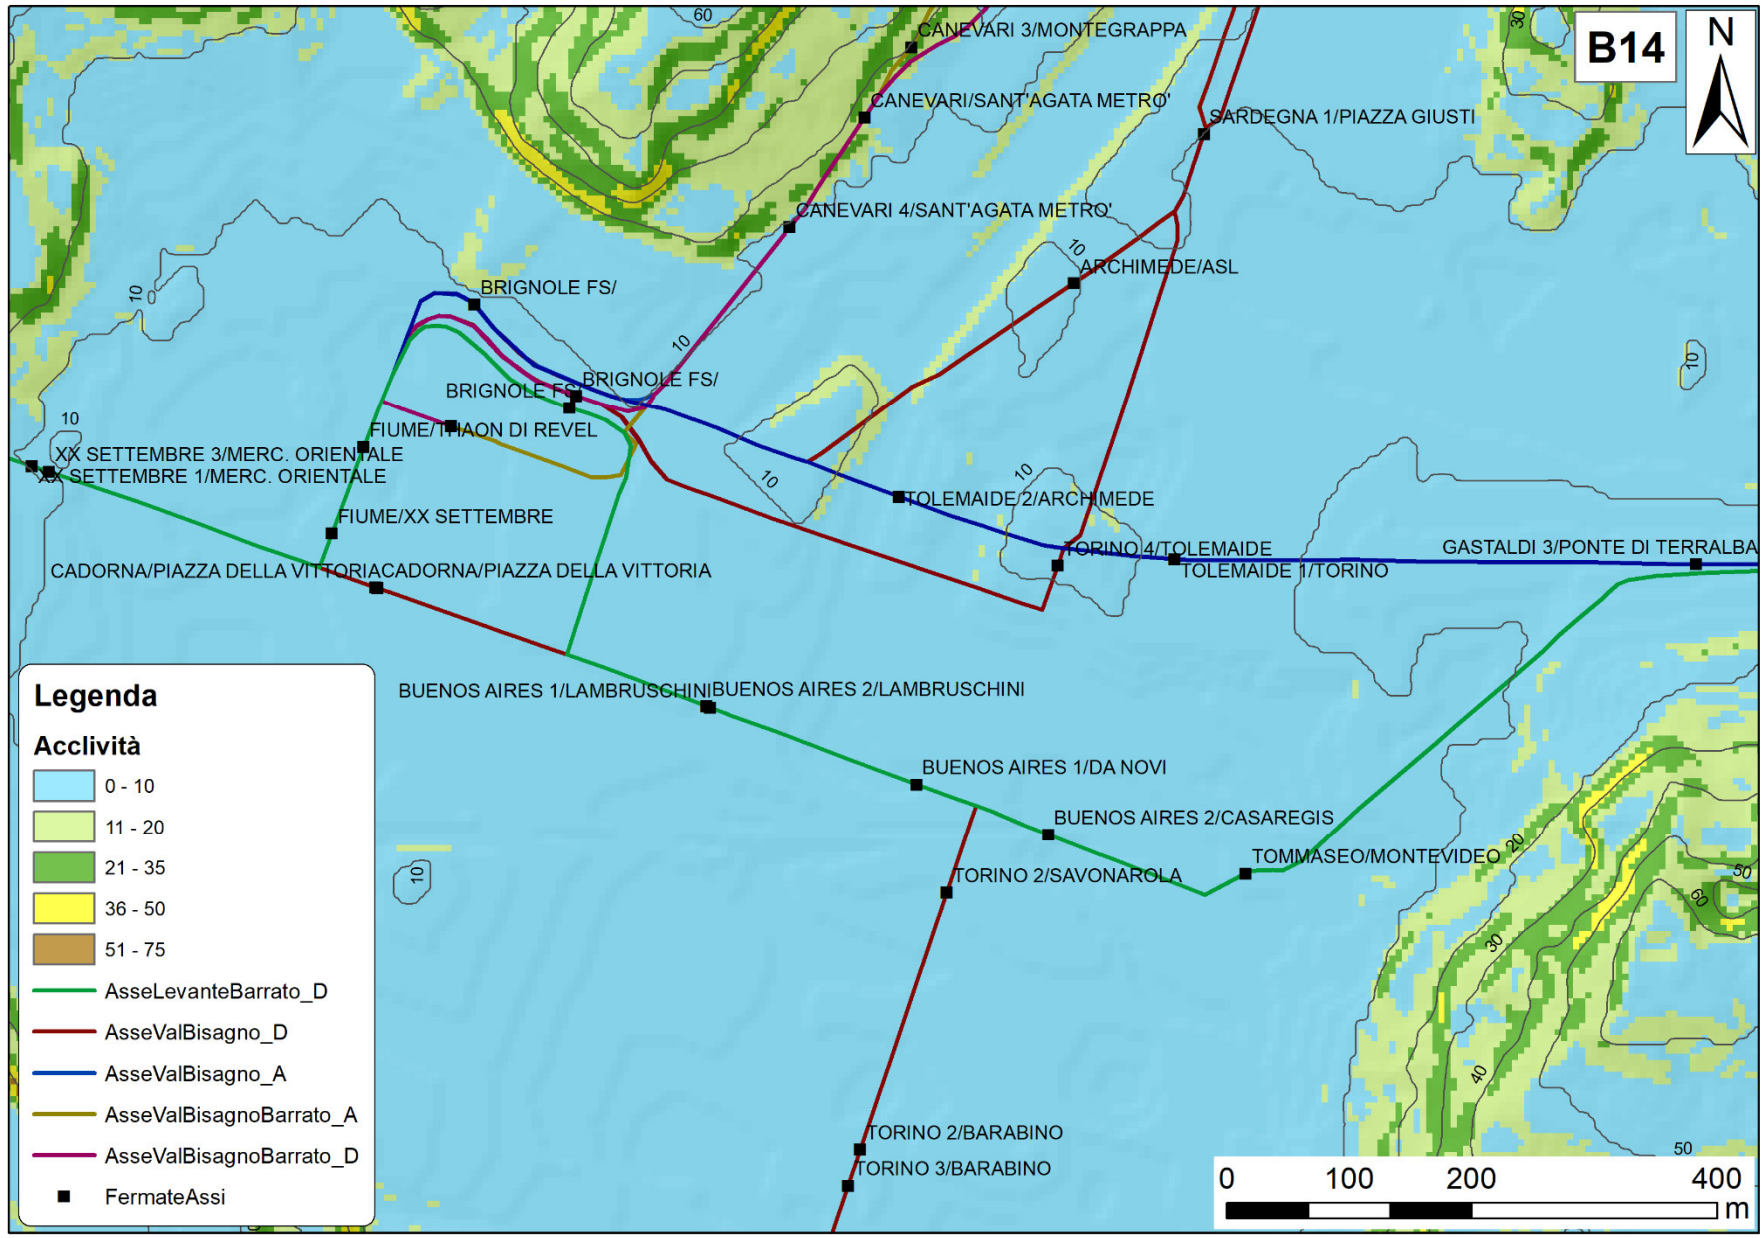 60
CANEVARI 3/MONTEGRAPPA
30
B14
N
CANEVARI/SANT'AGATA METRO'
SARDEGNA 1/PIAZZA GIUSTI
CANEVARI 4/SANT'AGATA METRO'
10
ARCHIMEDE/ASL
10
BRIGNOLE FS/
10
10
BRIGNOLE FS/
BRIGNOLE FS/
10
FIUME/THAON DI REVEL
XX SETTEMBRE 3/MERC. ORIENTALE
XX SETTEMBRE 1/MERC. ORIENTALE
10
10
TOLEMAIDE 2/ARCHIMEDE
FIUME/XX SETTEMBRE
TORINO 4/TOLEMAIDE
GASTALDI 3/PONTE DI TERRALBA
CADORNA/PIAZZA DELLA VITTORIA
CADORNA/PIAZZA DELLA VITTORIA
TOLEMAIDE 1/TORINO
BUENOS AIRES 1/LAMBRUSCHINI
BUENOS AIRES 2/LAMBRUSCHINI
BUENOS AIRES 1/DA NOVI
BUENOS AIRES 2/CASAREGIS
20
TOMMASEO/MONTEVIDEO
50
10
TORINO 2/SAVONAROLA
60
30
40
TORINO 2/BARABINO
50
TORINO 3/BARABINO
Legenda
Acclività
0 - 10
11 - 20
21 - 35
36 - 50
51 - 75
AsseLevanteBarrato_D
AsseValBisagno_D
AsseValBisagno_A
AsseValBisagnoBarrato_A
AsseValBisagnoBarrato_D
FermateAssi
0 100 200 400
m